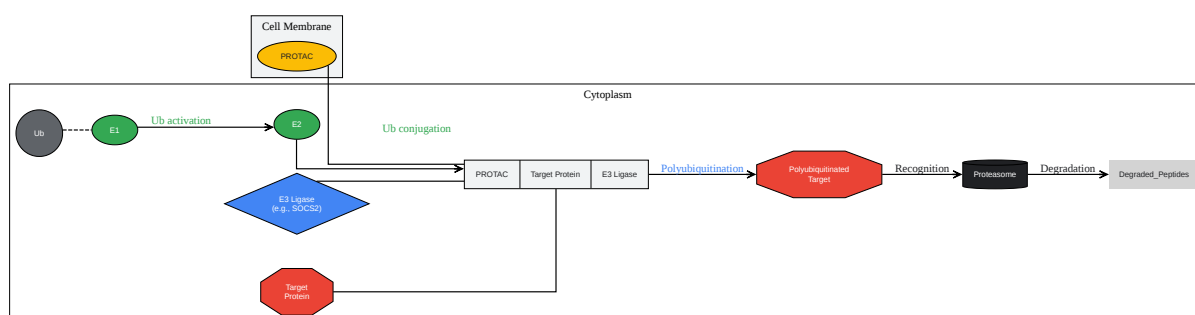 Cell Membrane
PROTAC
Cytoplasm
Ub
E1
Ub activation
E2
Ub conjugation
E3 Ligase
(e.g., SOCS2)
Target
Protein
PROTAC
Target Protein
E3 Ligase
Polyubiquitination
Polyubiquitinated
Target
Recognition
Proteasome
Degradation
Degraded_Peptides